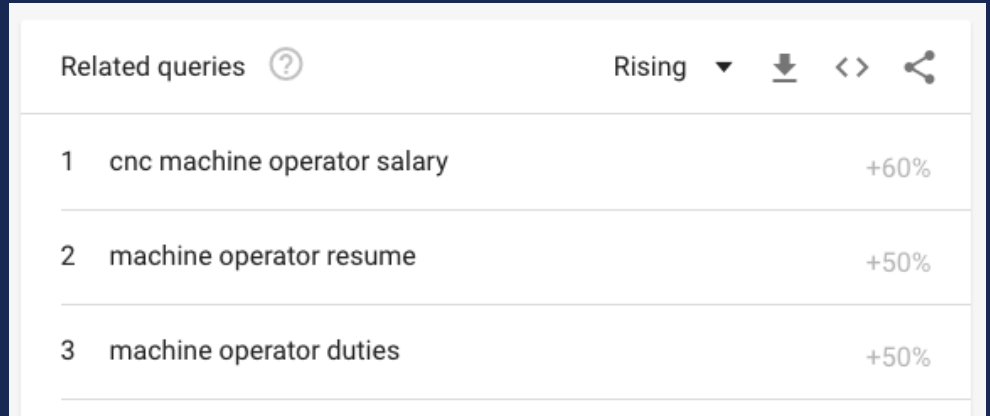 Related queries ? Rising
1 cnc machine operator salary +60%
2 machine operator resume +50%
3 machine operator duties +50%